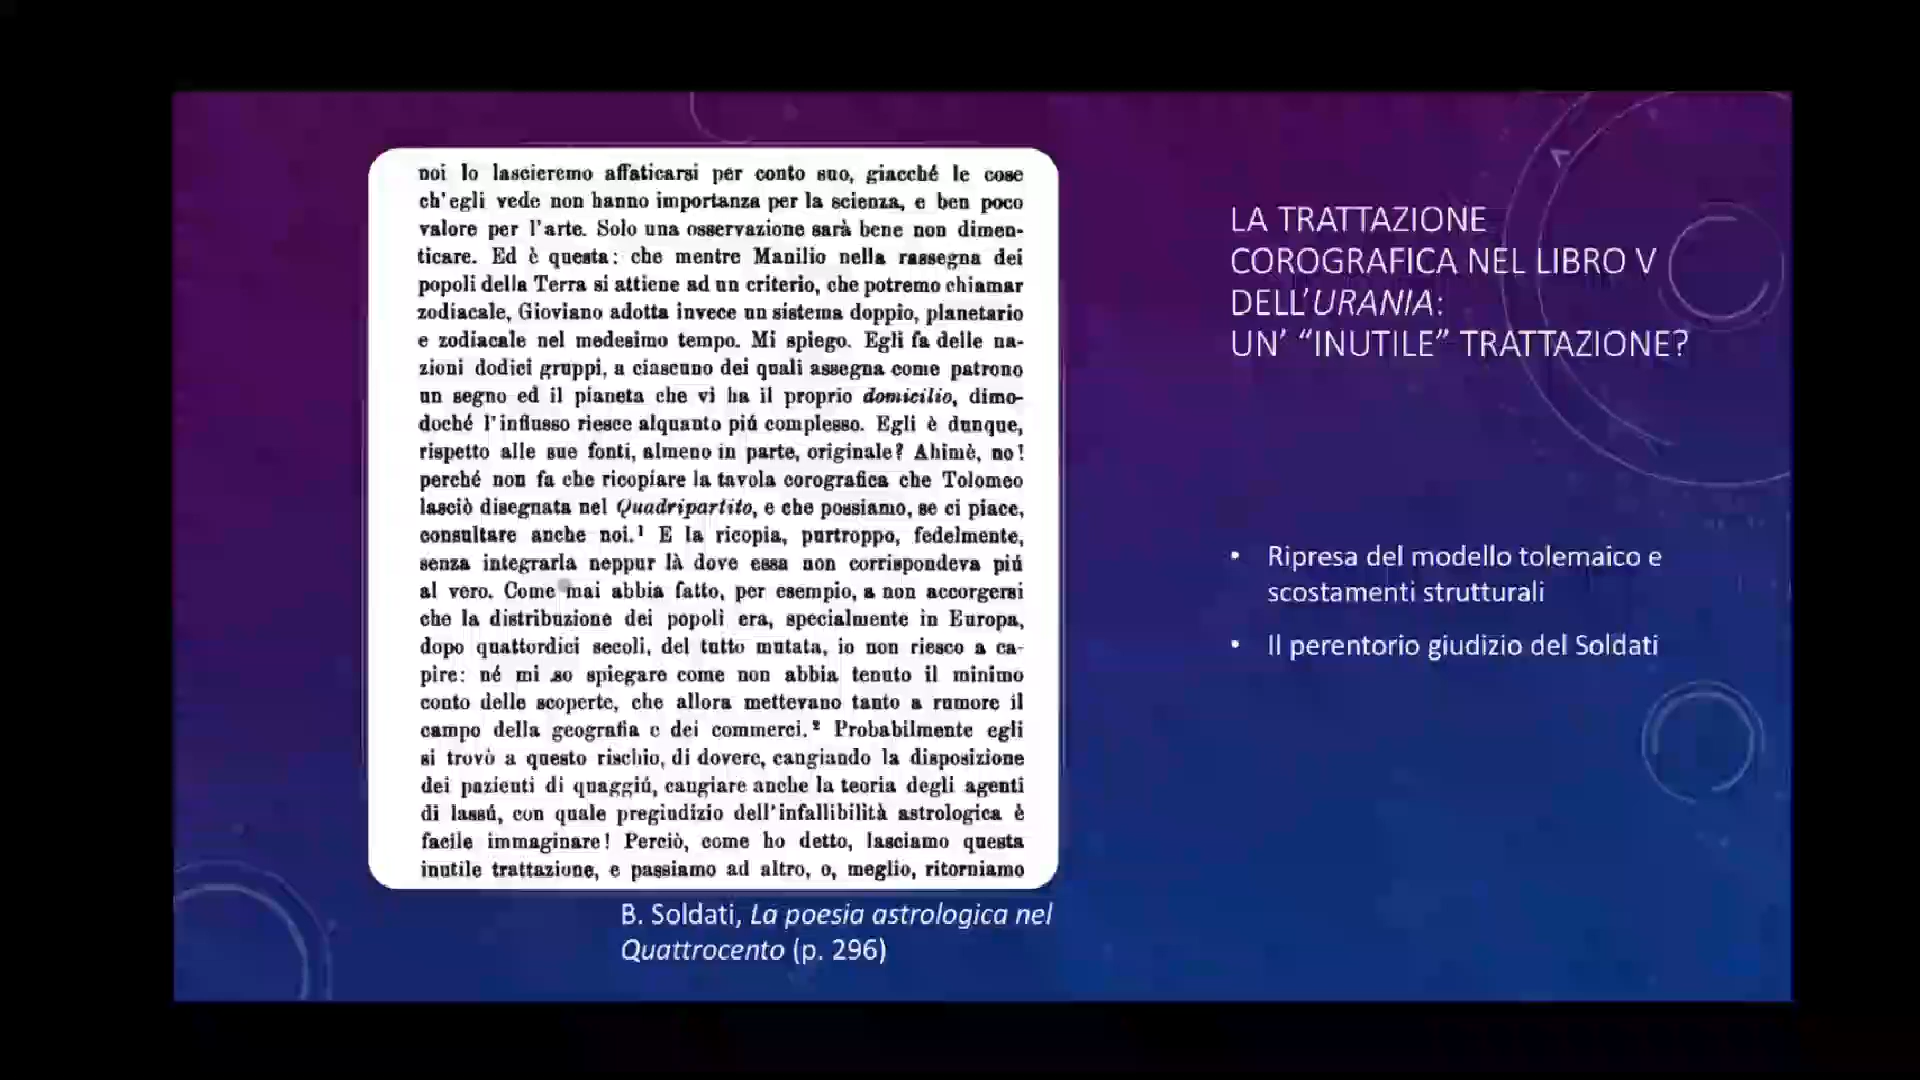 noi lo lascieremo affaticarsi per conto suo, giacché le cose
ch'egli vede non hanno importanza per la scienza, e ben poco
valore per l'arte. Solo una osservazione sarà bene non dimen-
ticare. Ed è questa: che mentre Manilio nella rassegna dei
popoli della Terra si attiene ad un criterio, che potremo chiamar
zodiacale, Gioviano adotta invece un sistema doppio, planetario
e zodiacale nel medesimo tempo. Mi spiego. Egli fa delle na-
zioni dodici gruppi, a ciascuno dei quali assegna come patrono
un segno ed il pianeta che vi ha il proprio domicilio, dimo-
doché l'influsso riesce alquanto piú complesso. Egli è dunque,
rispetto alle sue fonti, almeno in parte, originale? Ahimè, no!
perché non fa che ricopiare la tavola corografica che Tolomeo
lasciò disegnata nel Quadripartito, e che possiamo, se ci piace,
consultare anche noi.¹ E la ricopia, purtroppo, fedelmente,
senza integrarla neppur là dove essa non corrispondeva piú
al vero. Come mai abbia fatto, per esempio, a non accorgersi
che la distribuzione dei popoli era, specialmente in Europa,
dopo quattordici secoli, del tutto mutata, io non riesco a ca-
pire: né mi so spiegare come non abbia tenuto il minimo
conto delle scoperte, che allora mettevano tanto a rumore il
campo della geografia e dei commerci.² Probabilmente egli
si trovò a questo rischio, di dovere, cangiando la disposizione
dei pazienti di quaggiú, cangiare anche la teoria degli agenti
di lassú, con quale pregiudizio dell'infallibilità astrologica è
facile immaginare! Perciò, come ho detto, lasciamo questa
inutile trattazione, e passiamo ad altro, o, meglio, ritorniamo
B. Soldati, La poesia astrologica nel
Quattrocento (p. 296)
LA TRATTAZIONE
COROGRAFICA NEL LIBRO V
DELL'URANIA:
UN' "INUTILE" TRATTAZIONE?
• Ripresa del modello tolemaico e
scostamenti strutturali
• Il perentorio giudizio del Soldati